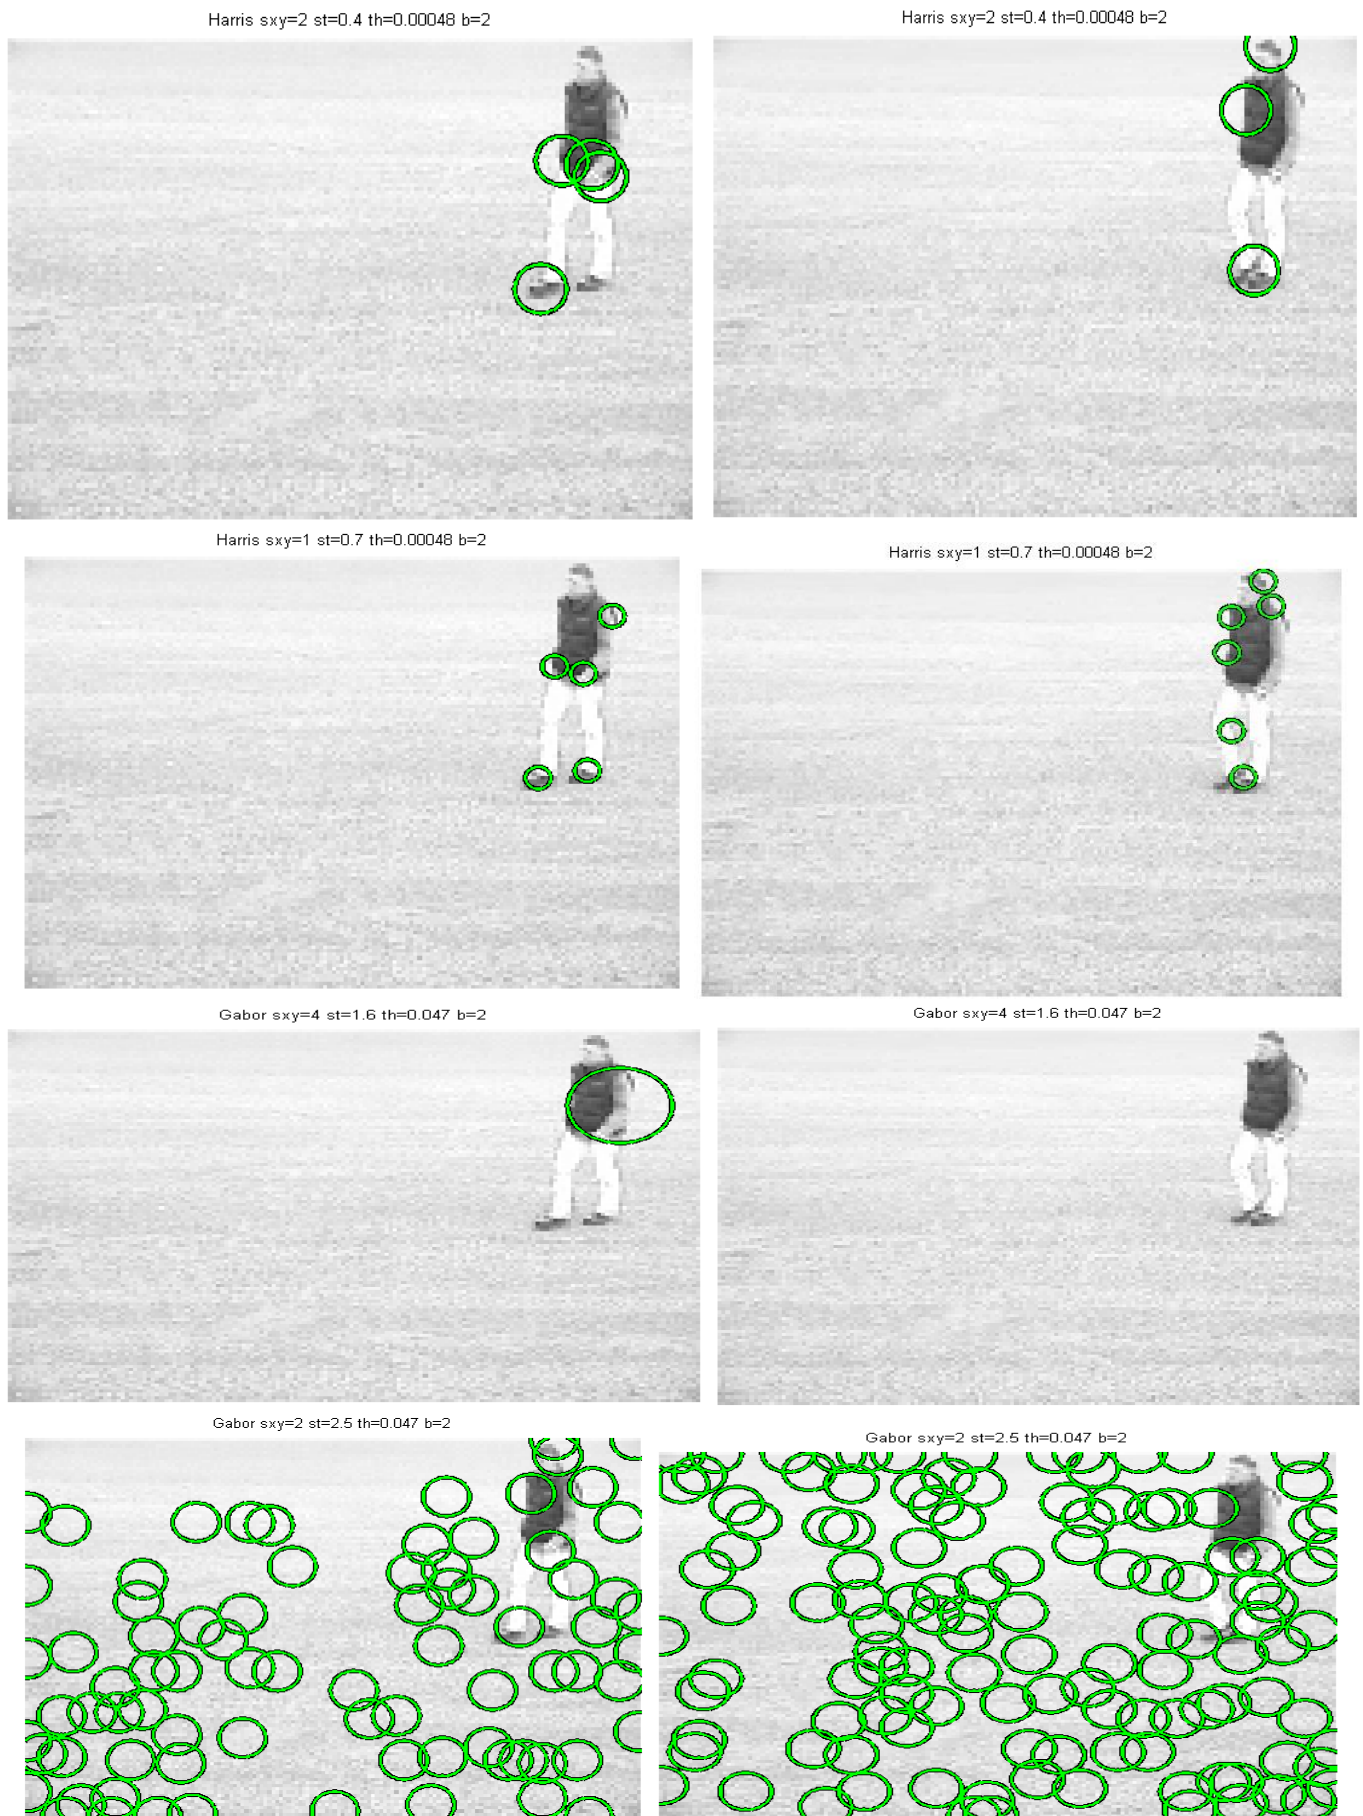 Harris sxy=2 st=0.4 th=0.00048 b=2
Harris sxy=2 st=0.4 th=0.00048 b=2
Harris sxy=1 st=0.7 th=0.00048 b=2
Harris sxy=1 st=0.7 th=0.00048 b=2
Gabor sxy=4 st=1.6 th=0.047 b=2
Gabor sxy=4 st=1.6 th=0.047 b=2
Gabor sxy=2 st=2.5 th=0.047 b=2
Gabor sxy=2 st=2.5 th=0.047 b=2